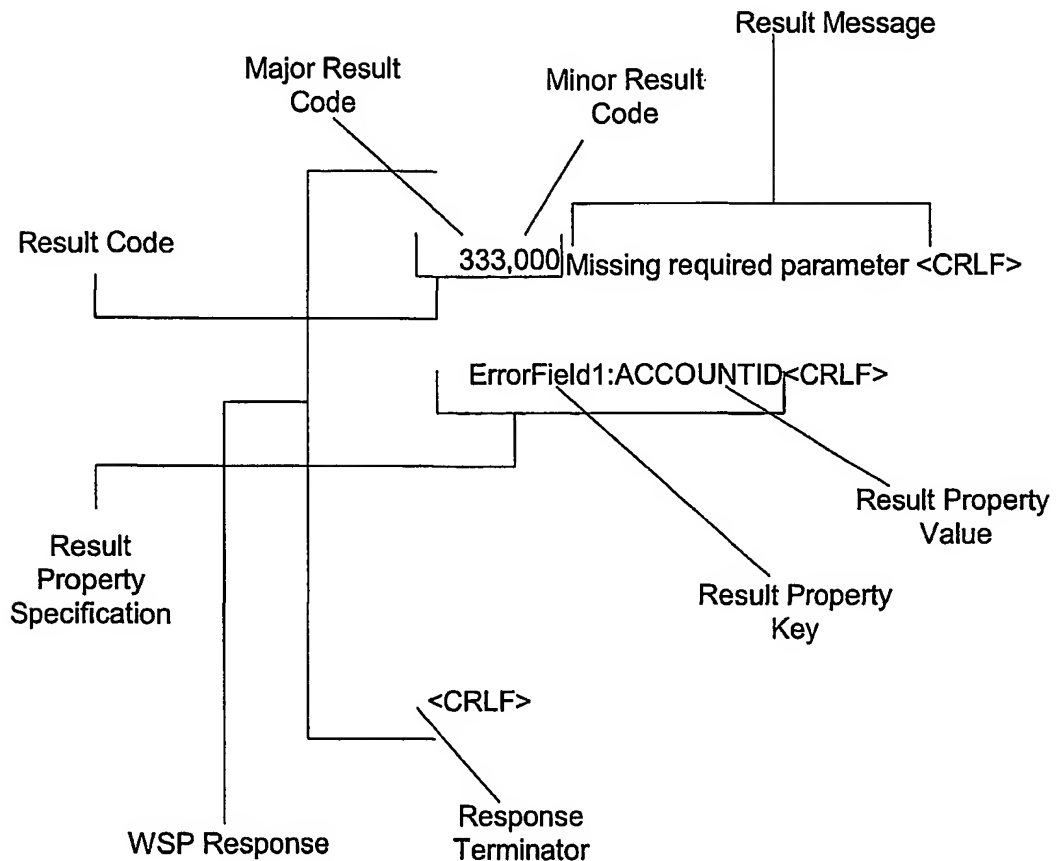 Result Message
Major Result
Code
Minor Result
Code
Result Code
333,000 Missing required parameter <CRLF>
ErrorField1:ACCOUNTID<CRLF>
Result Property
Value
Result
Property
Specification
Result Property
Key
<CRLF>
Response
Terminator
WSP Response